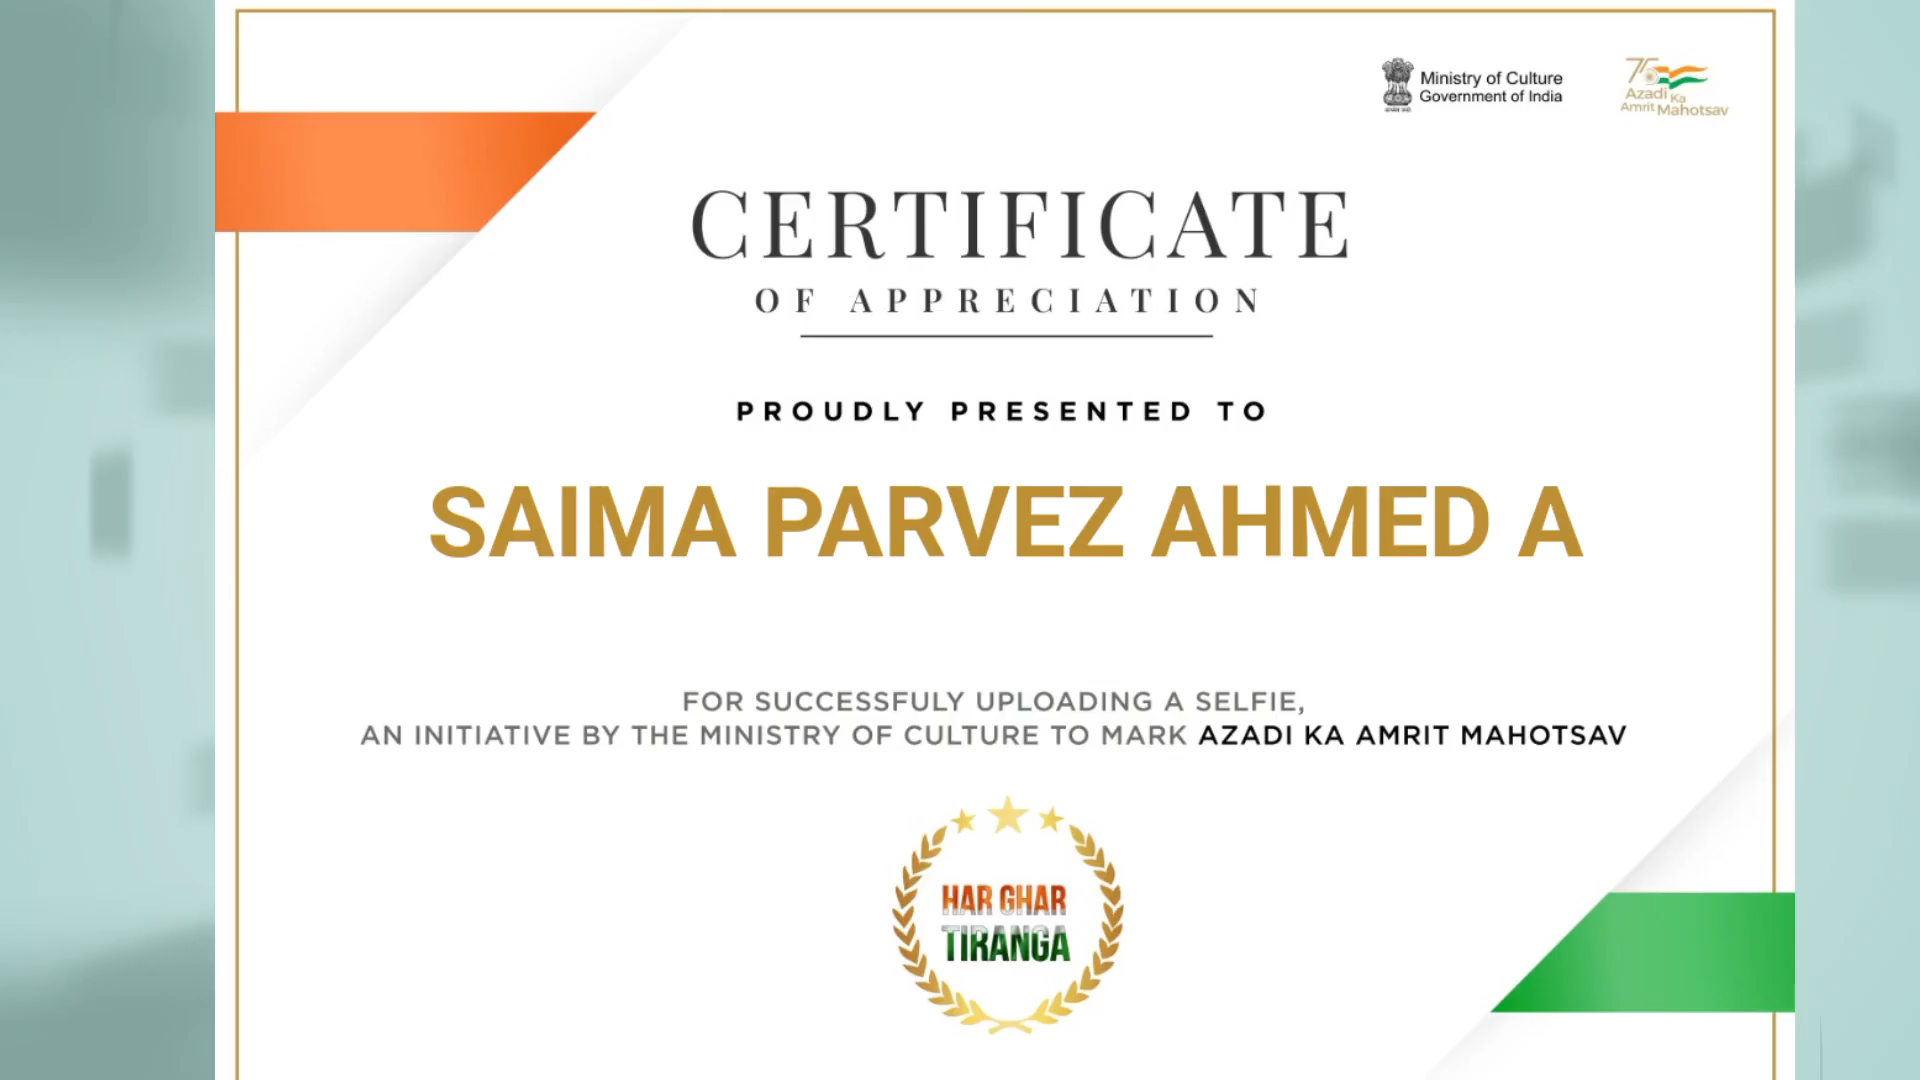 Ministry of Culture
Government of India
75
Azadi Ka
Amrit Mahotsav
CERTIFICATE
OF APPRECIATION
PROUDLY PRESENTED TO
SAIMA PARVEZ AHMED A
FOR SUCCESSFULY UPLOADING A SELFIE,
AN INITIATIVE BY THE MINISTRY OF CULTURE TO MARK AZADI KA AMRIT MAHOTSAV
HAR GHAR
TIRANGA